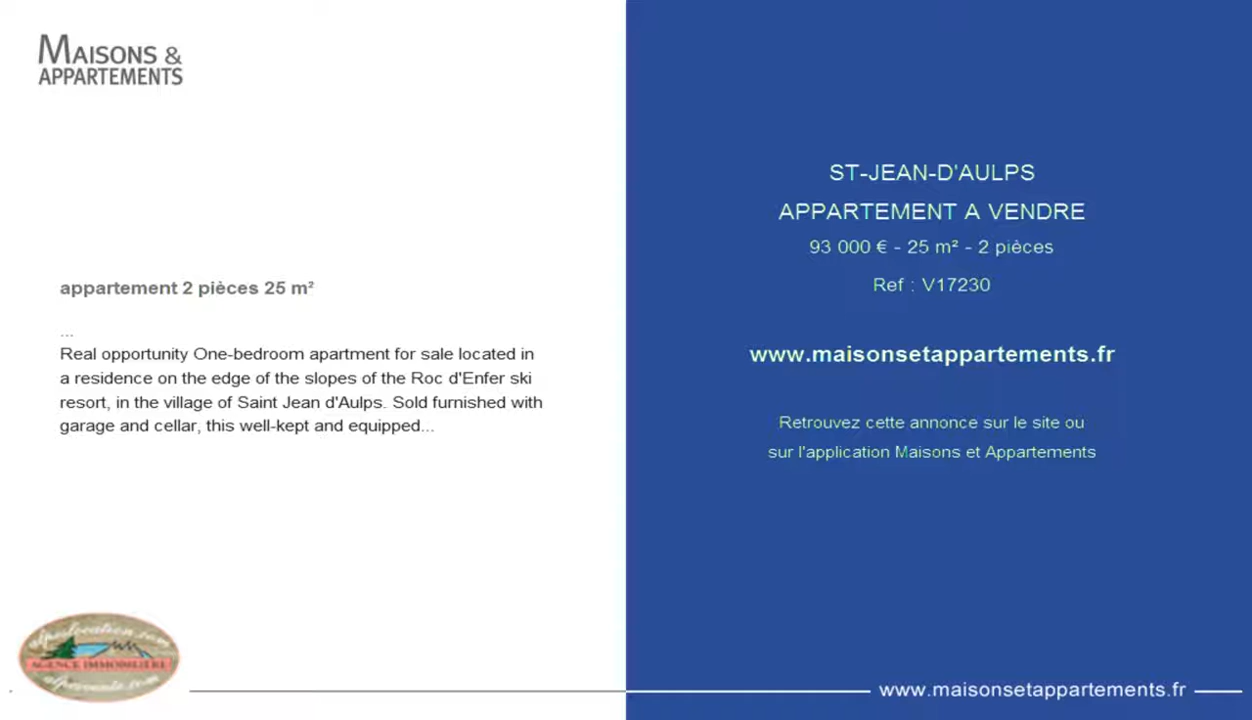 MAISONS &
APPARTEMENTS
appartement 2 pièces 25 m²
...
Real opportunity One-bedroom apartment for sale located in
a residence on the edge of the slopes of the Roc d'Enfer ski
resort, in the village of Saint Jean d'Aulps. Sold furnished with
garage and cellar, this well-kept and equipped...
alpeslocation.com
AGENCE IMMOBILIERE
alpesvente.com
ST-JEAN-D'AULPS
APPARTEMENT A VENDRE
93 000 € - 25 m² - 2 pièces
Ref : V17230
www.maisonsetappartements.fr
Retrouvez cette annonce sur le site ou
sur l'application Maisons et Appartements
www.maisonsetappartements.fr